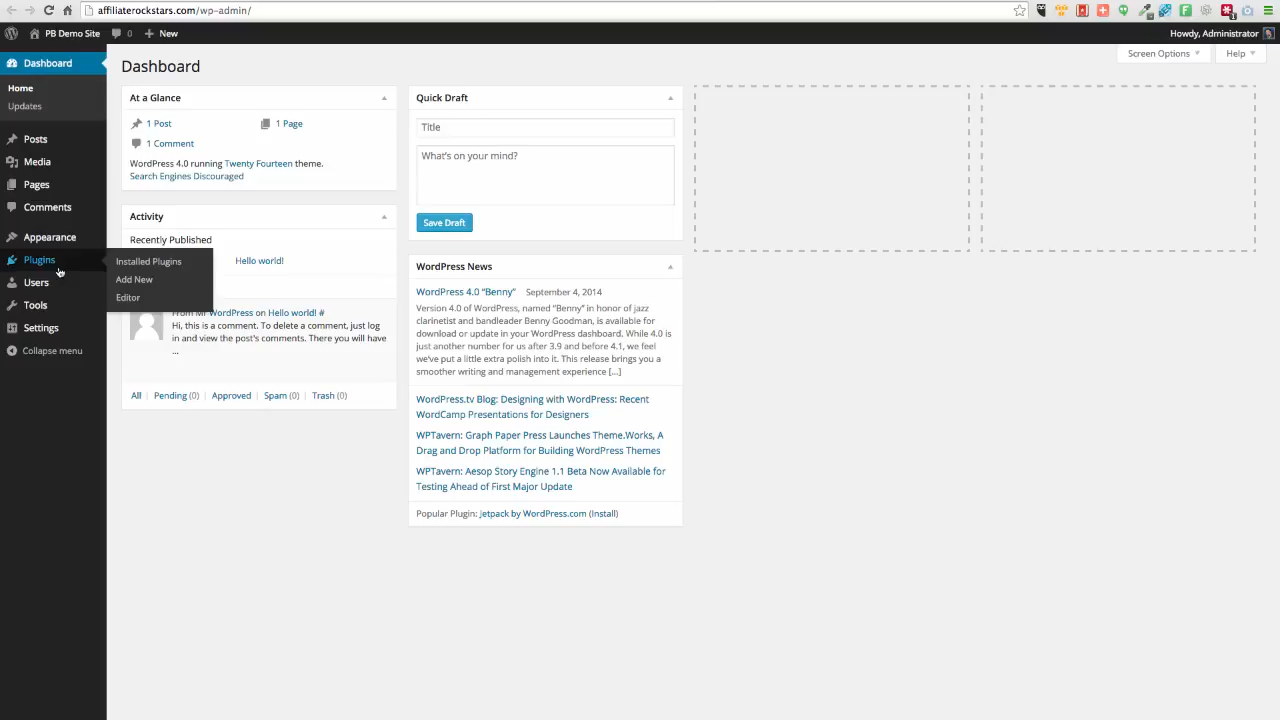 affiliaterockstars.com/wp-admin/
PB Demo Site
0
New
Howdy, Administrator
Dashboard
Home
Updates
Posts
Media
Pages
Comments
Appearance
Plugins
Users
Tools
Settings
Collapse menu
Installed Plugins
Add New
Editor
Screen Options
Help
Dashboard
At a Glance
1 Post
1 Page
1 Comment
WordPress 4.0 running Twenty Fourteen theme.
Search Engines Discouraged
Activity
Recently Published
Hello world!
From Mr WordPress on Hello world! #
Hi, this is a comment. To delete a comment, just log
in and view the post's comments. There you will have
...
All | Pending (0) | Approved | Spam (0) | Trash (0)
Quick Draft
Title
What's on your mind?
Save Draft
WordPress News
WordPress 4.0 “Benny” September 4, 2014
Version 4.0 of WordPress, named “Benny” in honor of jazz
clarinetist and bandleader Benny Goodman, is available for
download or update in your WordPress dashboard. While 4.0 is
just another number for us after 3.9 and before 4.1, we feel
we've put a little extra polish into it. This release brings you a
smoother writing and management experience [...]
WordPress.tv Blog: Designing with WordPress: Recent
WordCamp Presentations for Designers
WPTavern: Graph Paper Press Launches Theme.Works, A
Drag and Drop Platform for Building WordPress Themes
WPTavern: Aesop Story Engine 1.1 Beta Now Available for
Testing Ahead of First Major Update
Popular Plugin: Jetpack by WordPress.com (Install)